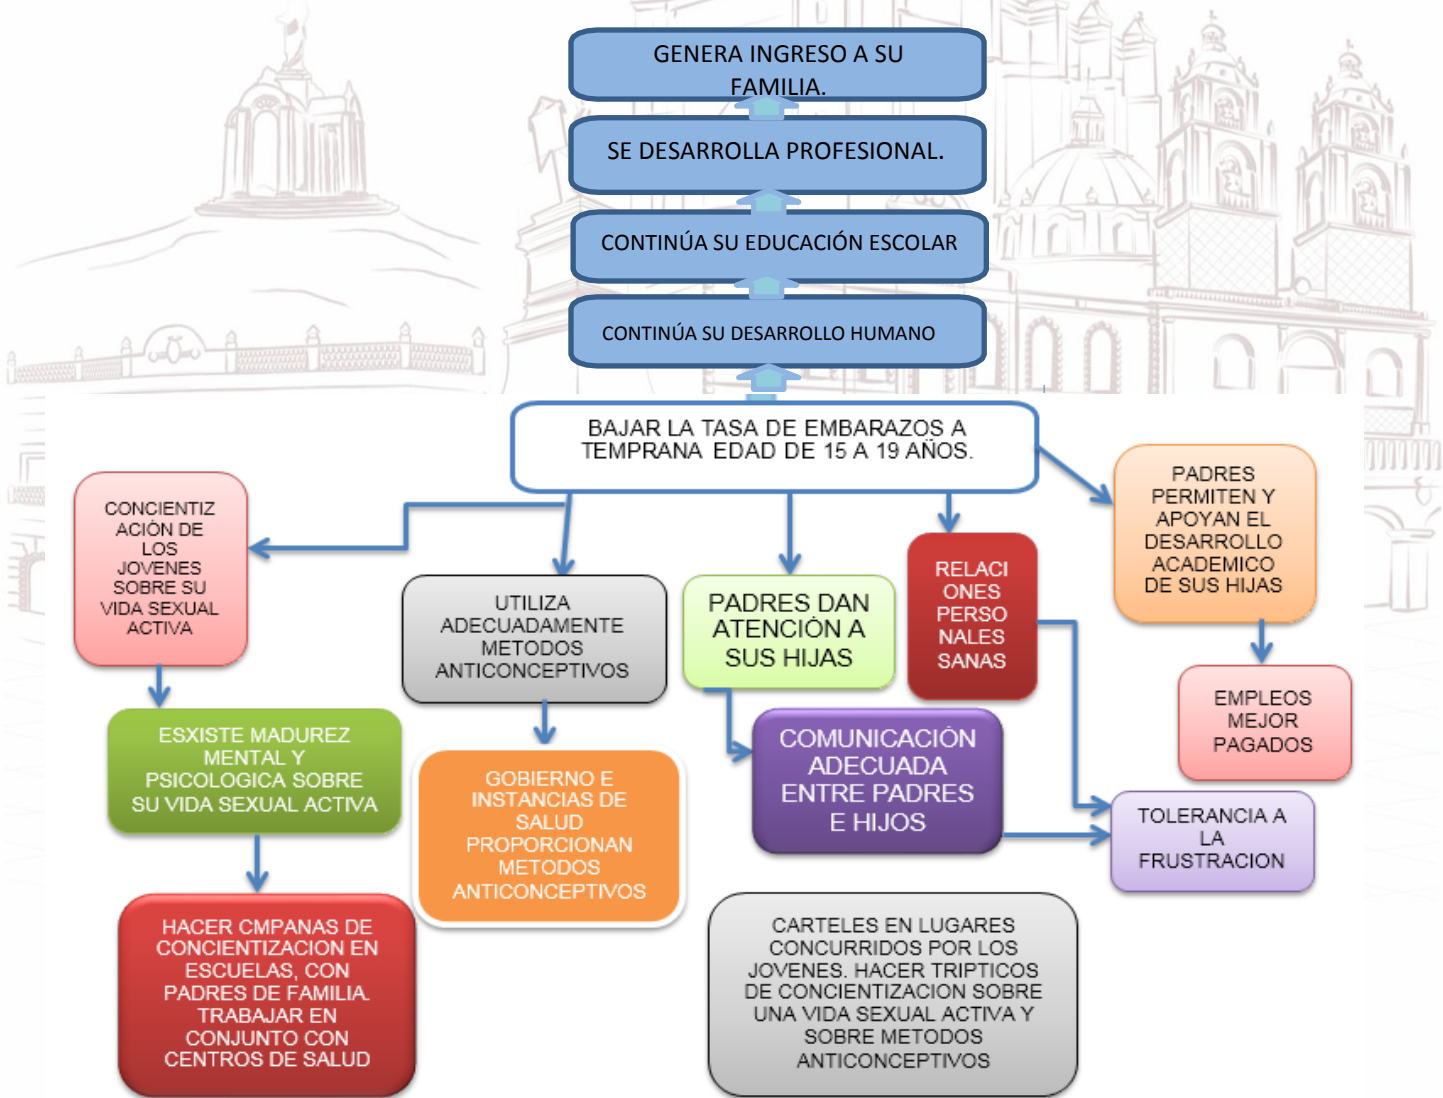 GENERA INGRESO A SU
FAMILIA.
SE DESARROLLA PROFESIONAL.
CONTINÚA SU EDUCACIÓN ESCOLAR
CONTINÚA SU DESARROLLO HUMANO
BAJAR LA TASA DE EMBARAZOS A
TEMPRANA EDAD DE 15 A 19 AÑOS.
CONCIENTIZ
ACIÓN DE
LOS
JOVENES
SOBRE SU
VIDA SEXUAL
ACTIVA
UTILIZA
ADECUADAMENTE
METODOS
ANTICONCEPTIVOS
PADRES DAN
ATENCIÓN A
SUS HIJAS
RELACI
ONES
PERSO
NALES
SANAS
PADRES
PERMITEN Y
APOYAN EL
DESARROLLO
ACADEMICO
DE SUS HIJAS
ESXISTE MADUREZ
MENTAL Y
PSICOLOGICA SOBRE
SU VIDA SEXUAL ACTIVA
GOBIERNO E
INSTANCIAS DE
SALUD
PROPORCIONAN
METODOS
ANTICONCEPTIVOS
COMUNICACIÓN
ADECUADA
ENTRE PADRES
E HIJOS
EMPLEOS
MEJOR
PAGADOS
TOLERANCIA A
LA
FRUSTRACION
HACER CMPANAS DE
CONCIENTIZACION EN
ESCUELAS, CON
PADRES DE FAMILIA.
TRABAJAR EN
CONJUNTO CON
CENTROS DE SALUD
CARTELES EN LUGARES
CONCURRIDOS POR LOS
JOVENES. HACER TRIPTICOS
DE CONCIENTIZACION SOBRE
UNA VIDA SEXUAL ACTIVA Y
SOBRE METODOS
ANTICONCEPTIVOS